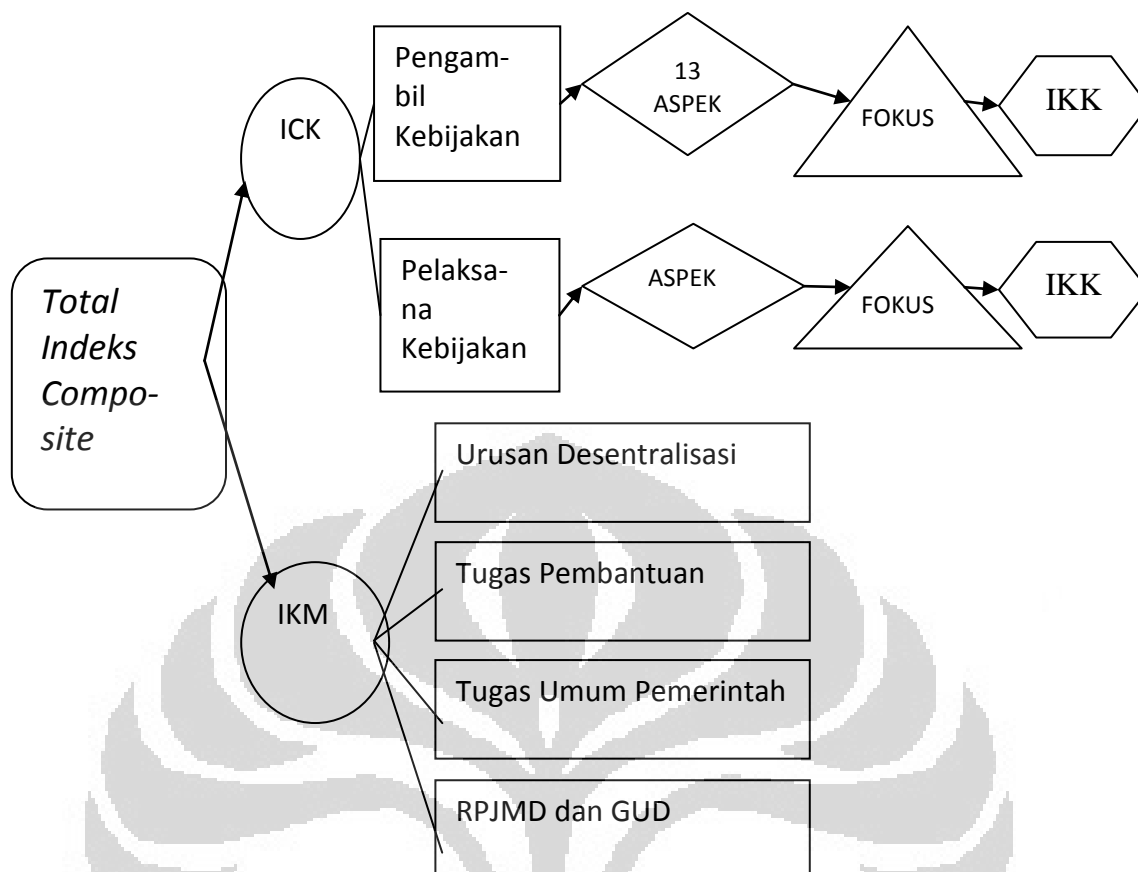 Pengam-
bil
Kebijakan
13
ASPEK
FOKUS
IKK
ICK
Pelaksa-
na
Kebijakan
ASPEK
FOKUS
IKK
Total
Indeks
Compo-
site
Urusan Desentralisasi
Tugas Pembantuan
IKM
Tugas Umum Pemerintah
RPJMD dan GUD